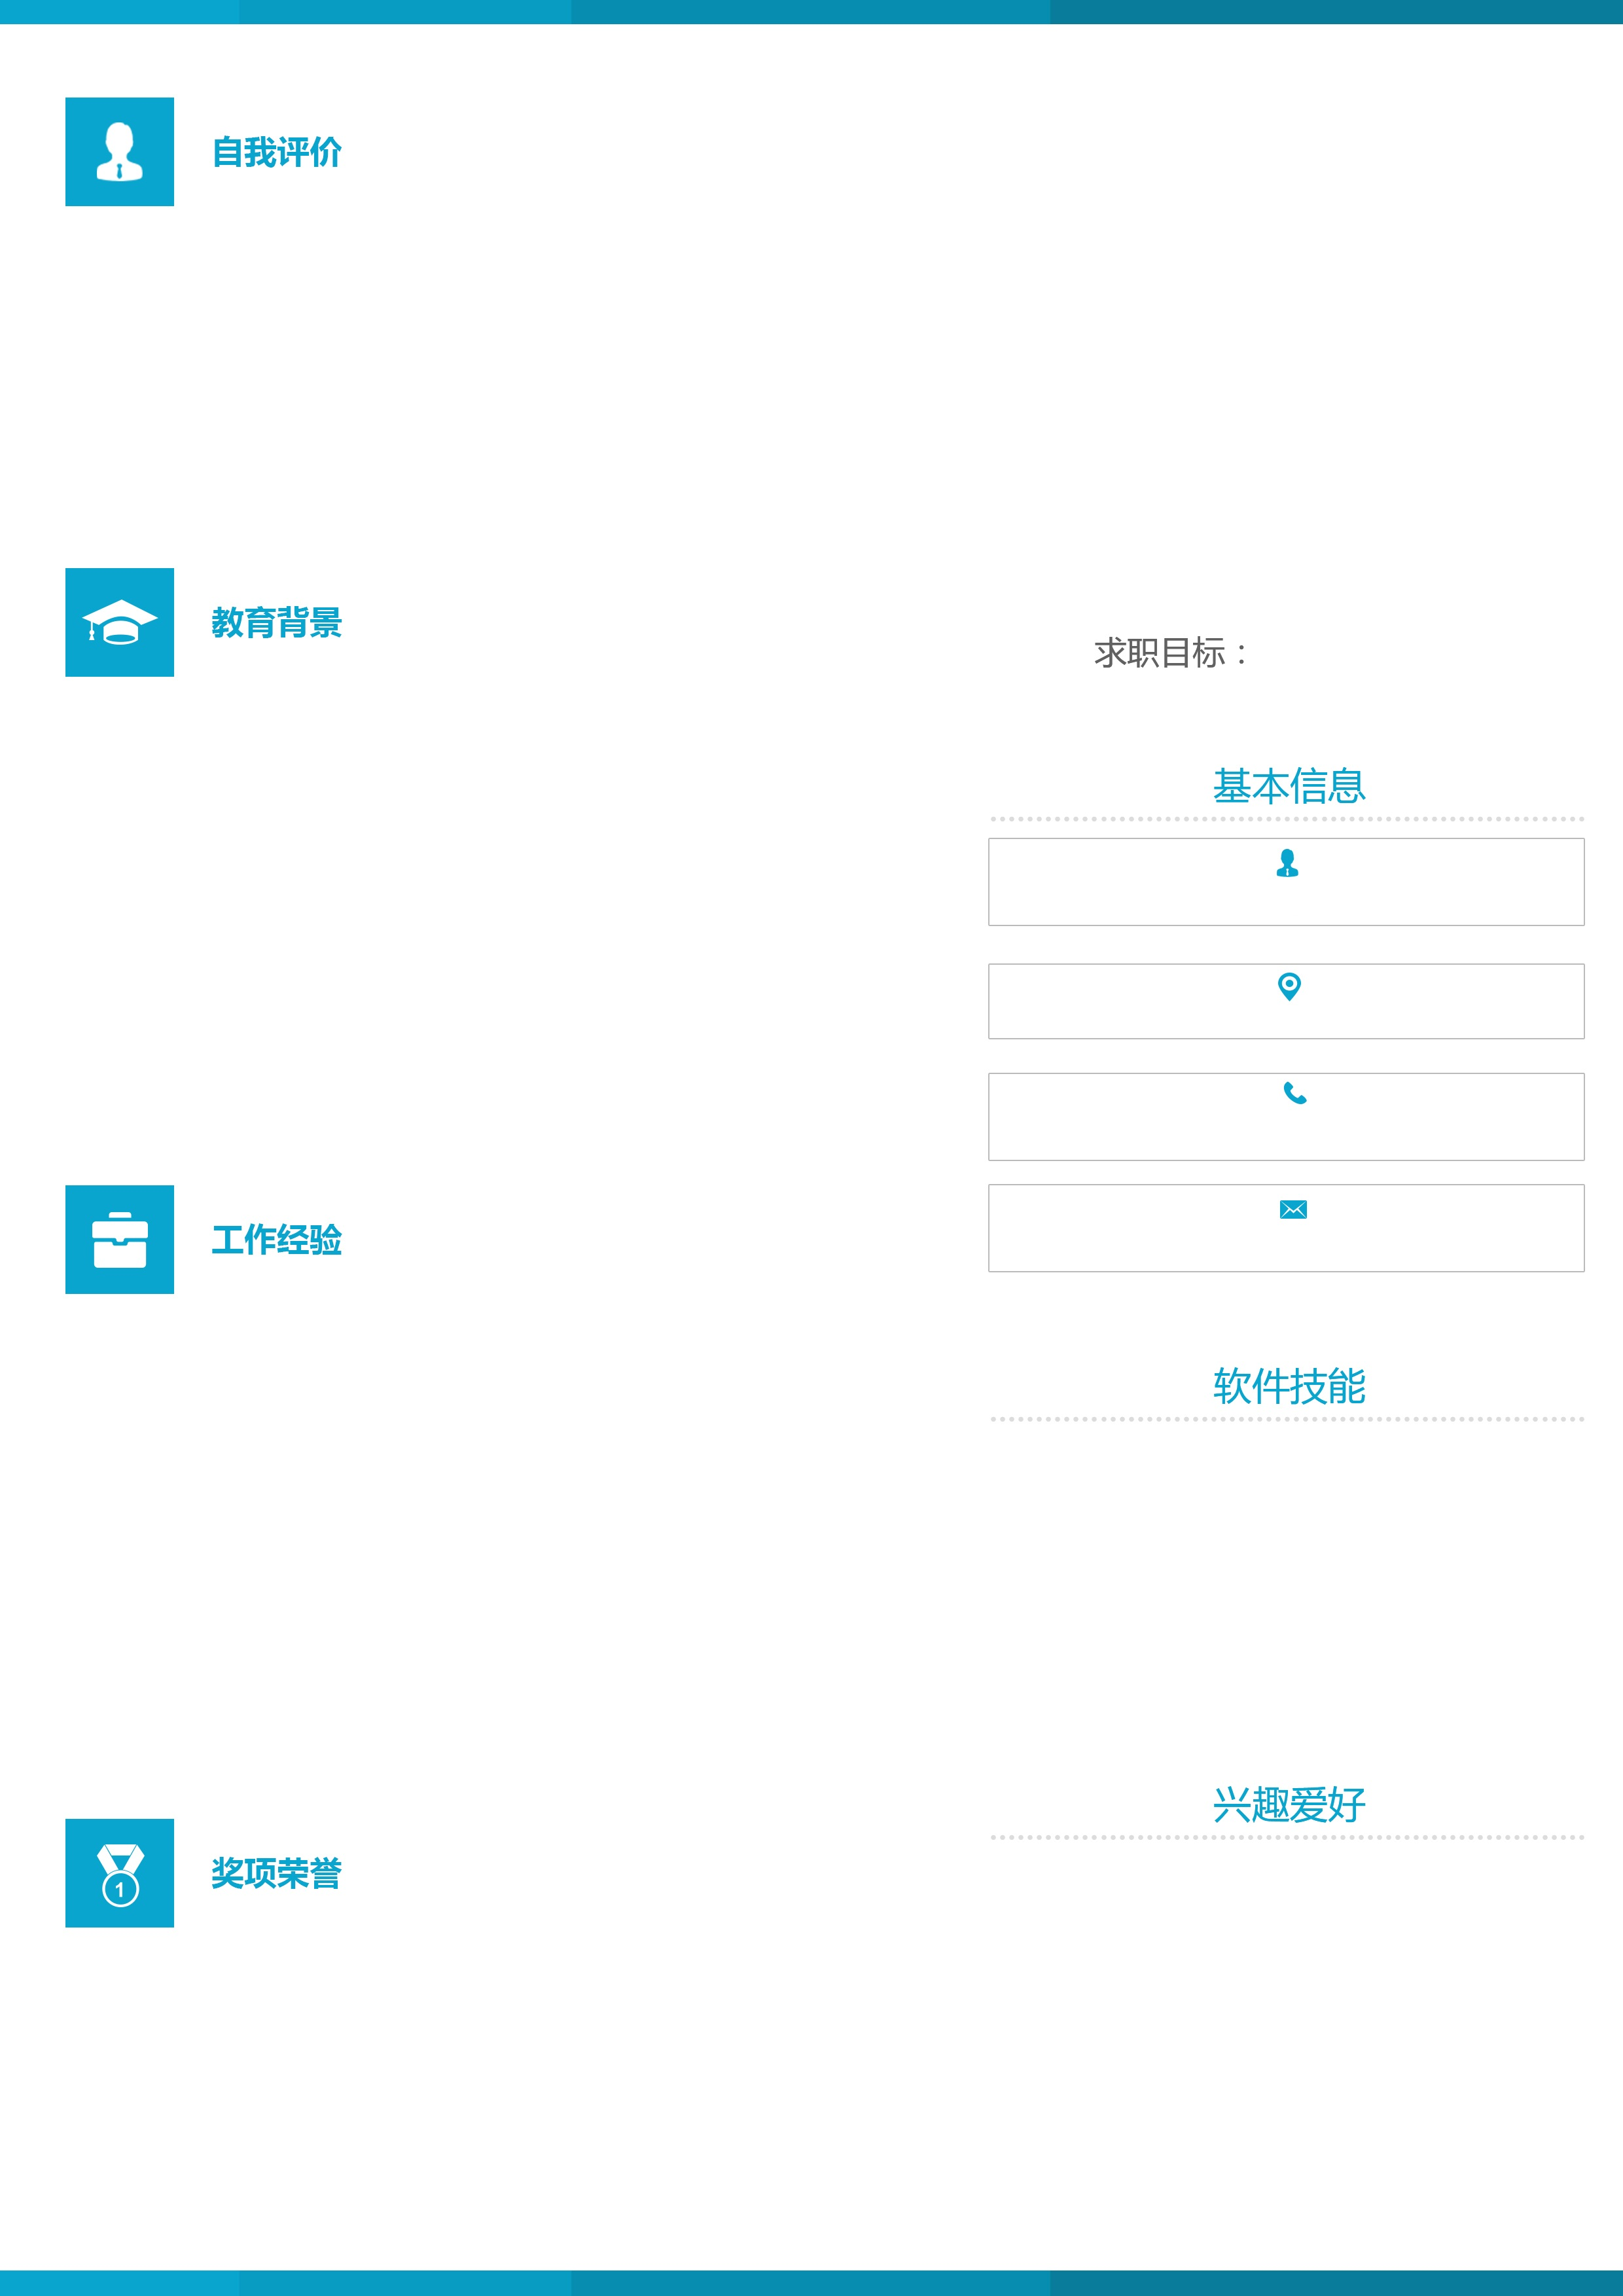 自我评价
教育背景
求职目标：
基本信息
工作经验
软件技能
兴趣爱好
奖项荣誉
1